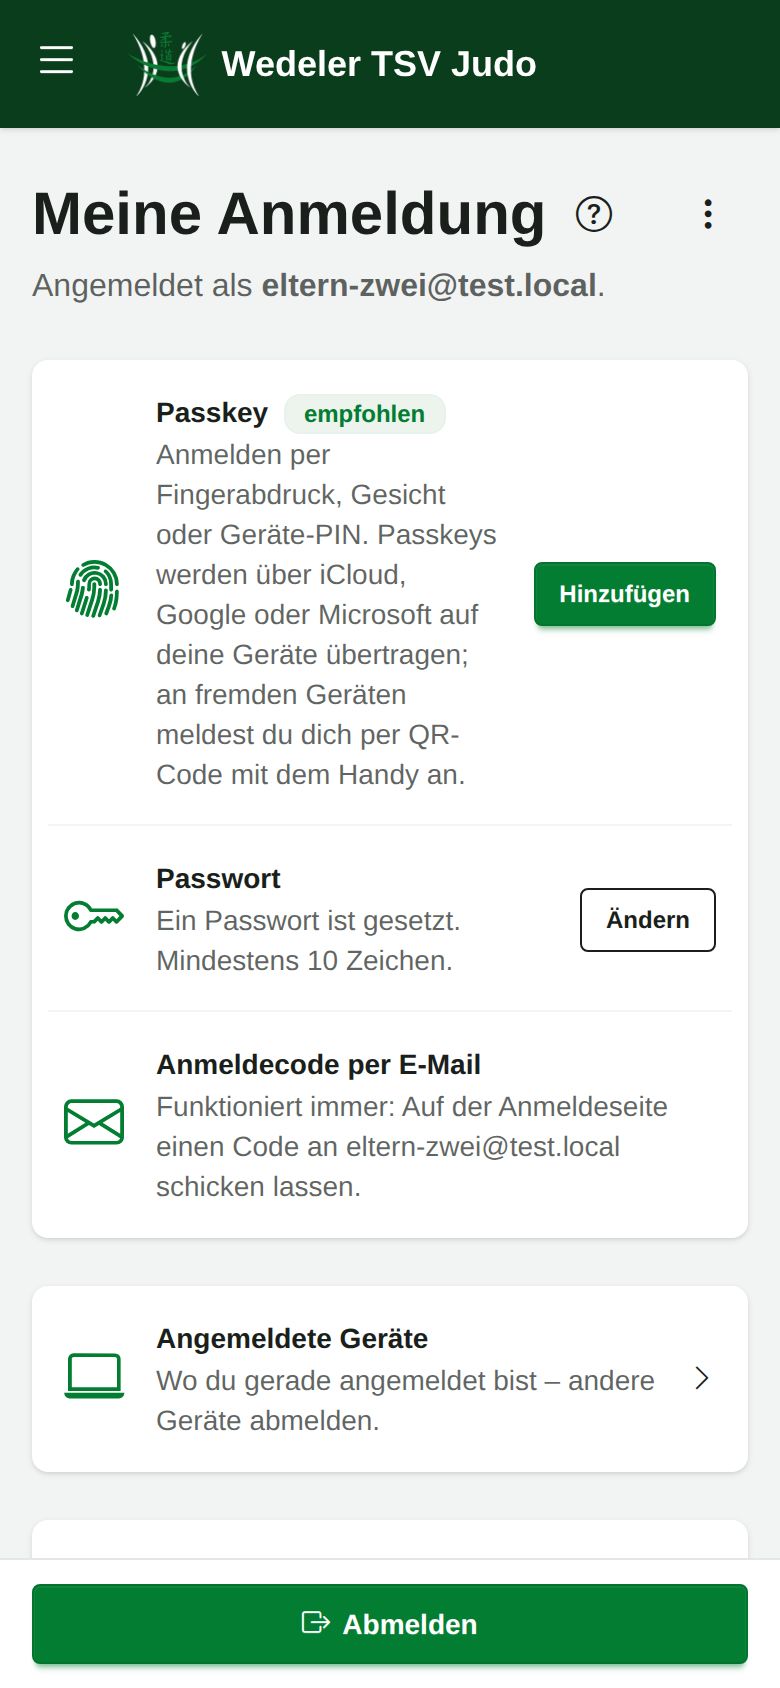 柔道
Wedeler TSV Judo
Meine Anmeldung ?
Angemeldet als eltern-zwei@test.local.
Passkey empfohlen
Anmelden per
Fingerabdruck, Gesicht
oder Geräte-PIN. Passkeys
werden über iCloud,
Google oder Microsoft auf
deine Geräte übertragen;
an fremden Geräten
meldest du dich per QR-
Code mit dem Handy an.
Hinzufügen
Passwort
Ein Passwort ist gesetzt.
Mindestens 10 Zeichen.
Ändern
Anmeldecode per E-Mail
Funktioniert immer: Auf der Anmeldeseite
einen Code an eltern-zwei@test.local
schicken lassen.
Angemeldete Geräte
Wo du gerade angemeldet bist – andere
Geräte abmelden.
Abmelden